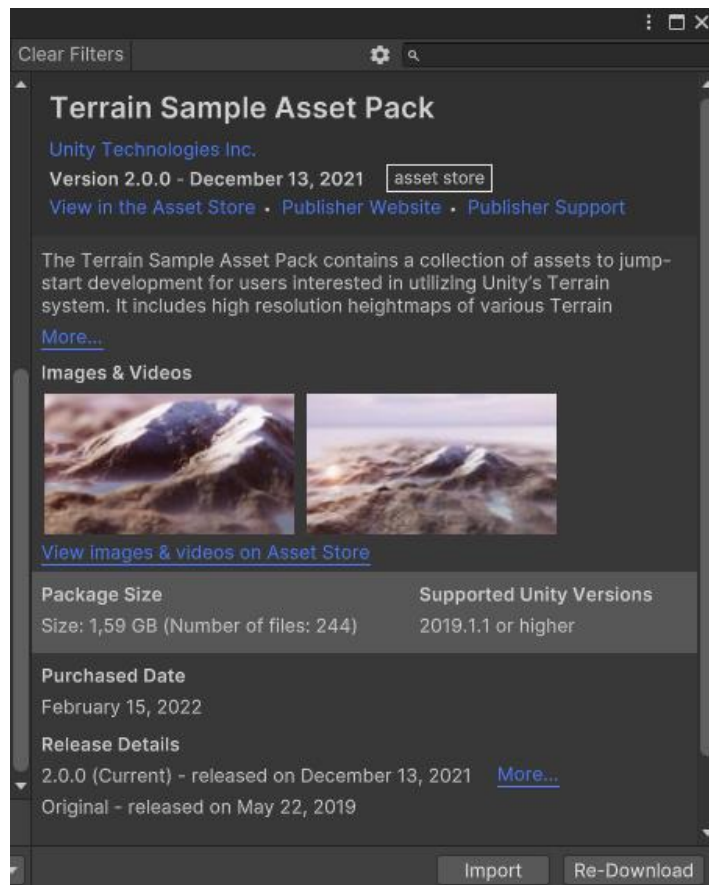 Clear Filters
Terrain Sample Asset Pack
Unity Technologies Inc.
Version 2.0.0 - December 13, 2021 asset store
View in the Asset Store • Publisher Website • Publisher Support
The Terrain Sample Asset Pack contains a collection of assets to jump-
start development for users interested in utilizing Unity's Terrain
system. It includes high resolution heightmaps of various Terrain
More...
Images & Videos
View images & videos on Asset Store
Package Size Supported Unity Versions
Size: 1,59 GB (Number of files: 244) 2019.1.1 or higher
Purchased Date
February 15, 2022
Release Details
2.0.0 (Current) - released on December 13, 2021 More...
Original - released on May 22, 2019
Import Re-Download